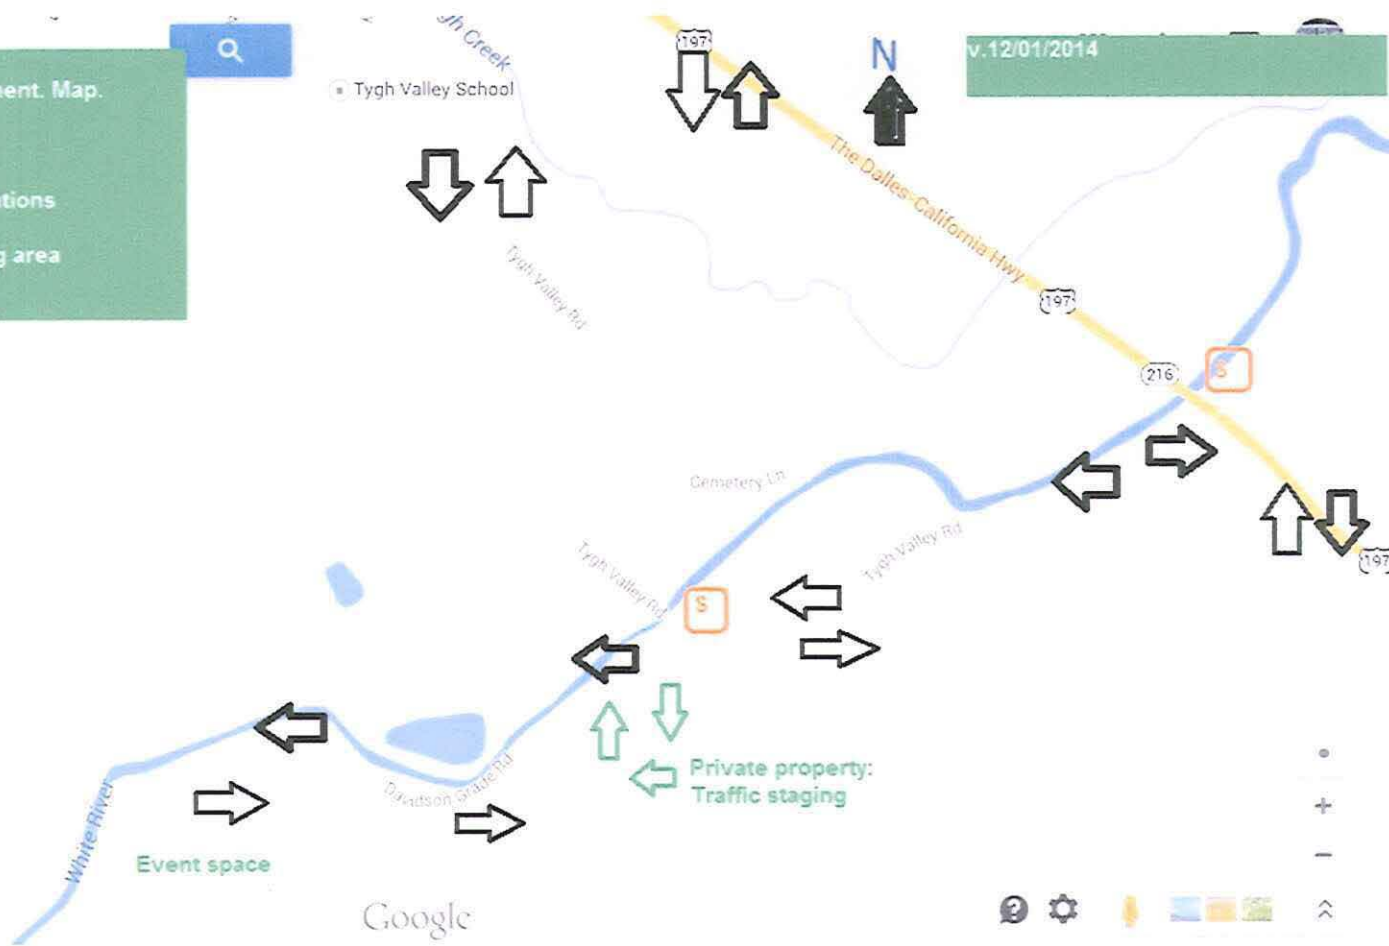 gh Creek
197
N
v.12/01/2014
ent. Map.
Tygh Valley School
tions
g area
The Dalles-California Hwy
Tygh Valley Rd
197
216
S
Cemetery Ln
Tygh Valley Rd
197
Tygh Valley Rd
S
Private property:
Traffic staging
Davidson Grade Rd
White River
Event space
Google